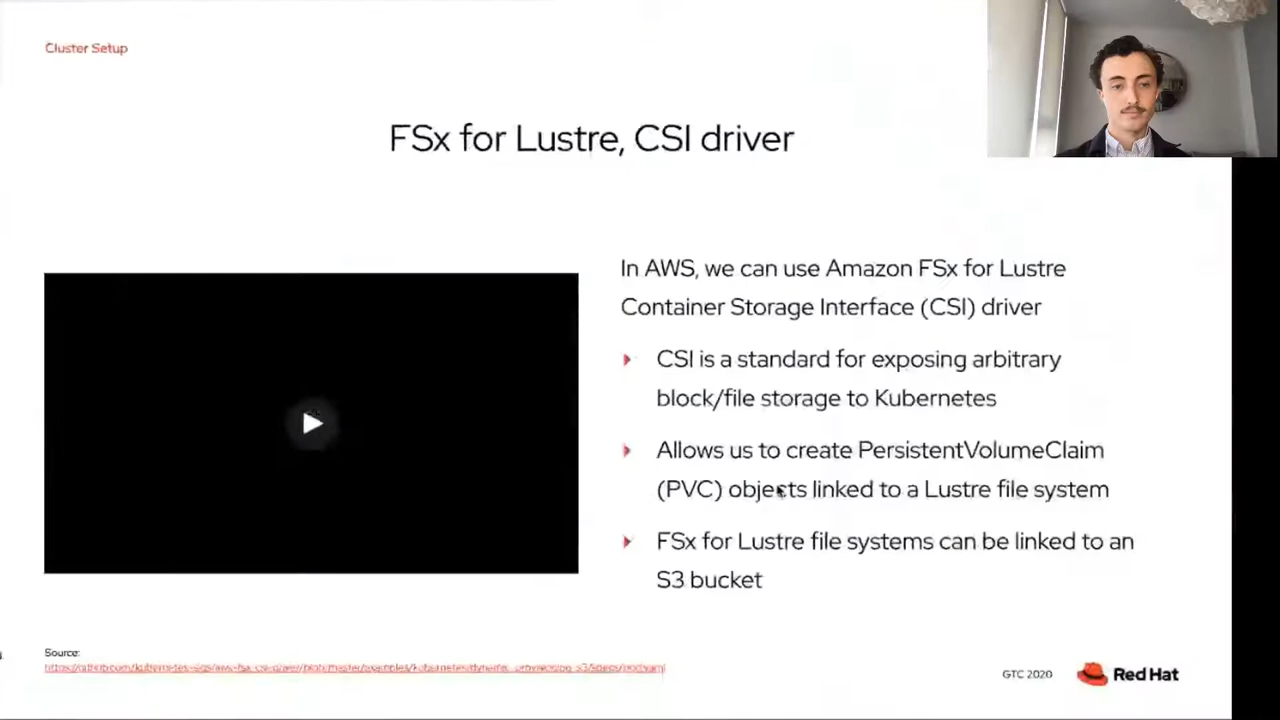 Cluster Setup
FSx for Lustre, CSI driver
In AWS, we can use Amazon FSx for Lustre
Container Storage Interface (CSI) driver
CSI is a standard for exposing arbitrary
block/file storage to Kubernetes
Allows us to create PersistentVolumeClaim
(PVC) objects linked to a Lustre file system
FSx for Lustre file systems can be linked to an
S3 bucket
Source:
GTC 2020
Red Hat